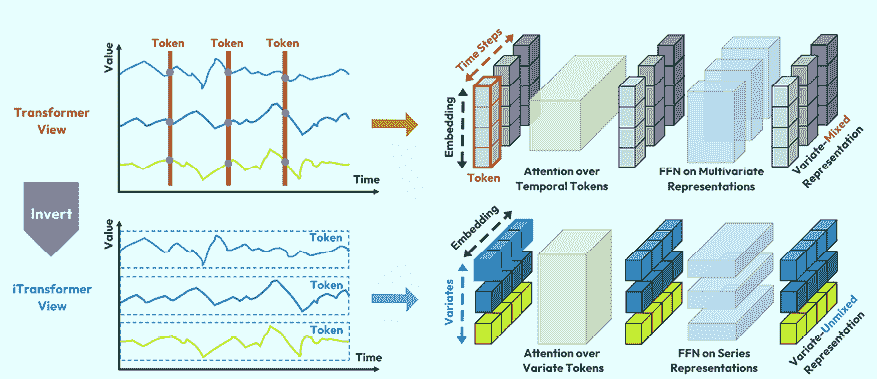 Token
Token
Token
Value
Transformer
View
Time
Time Steps
Embedding
Token
Attention over
Temporal Tokens
FFN on Multivariate
Representations
Variate-Mixed
Representation
Invert
Value
Token
Token
Token
iTransformer
View
Time
Embedding
Variates
Attention over
Variate Tokens
FFN on Series
Representations
Variate-Unmixed
Representation